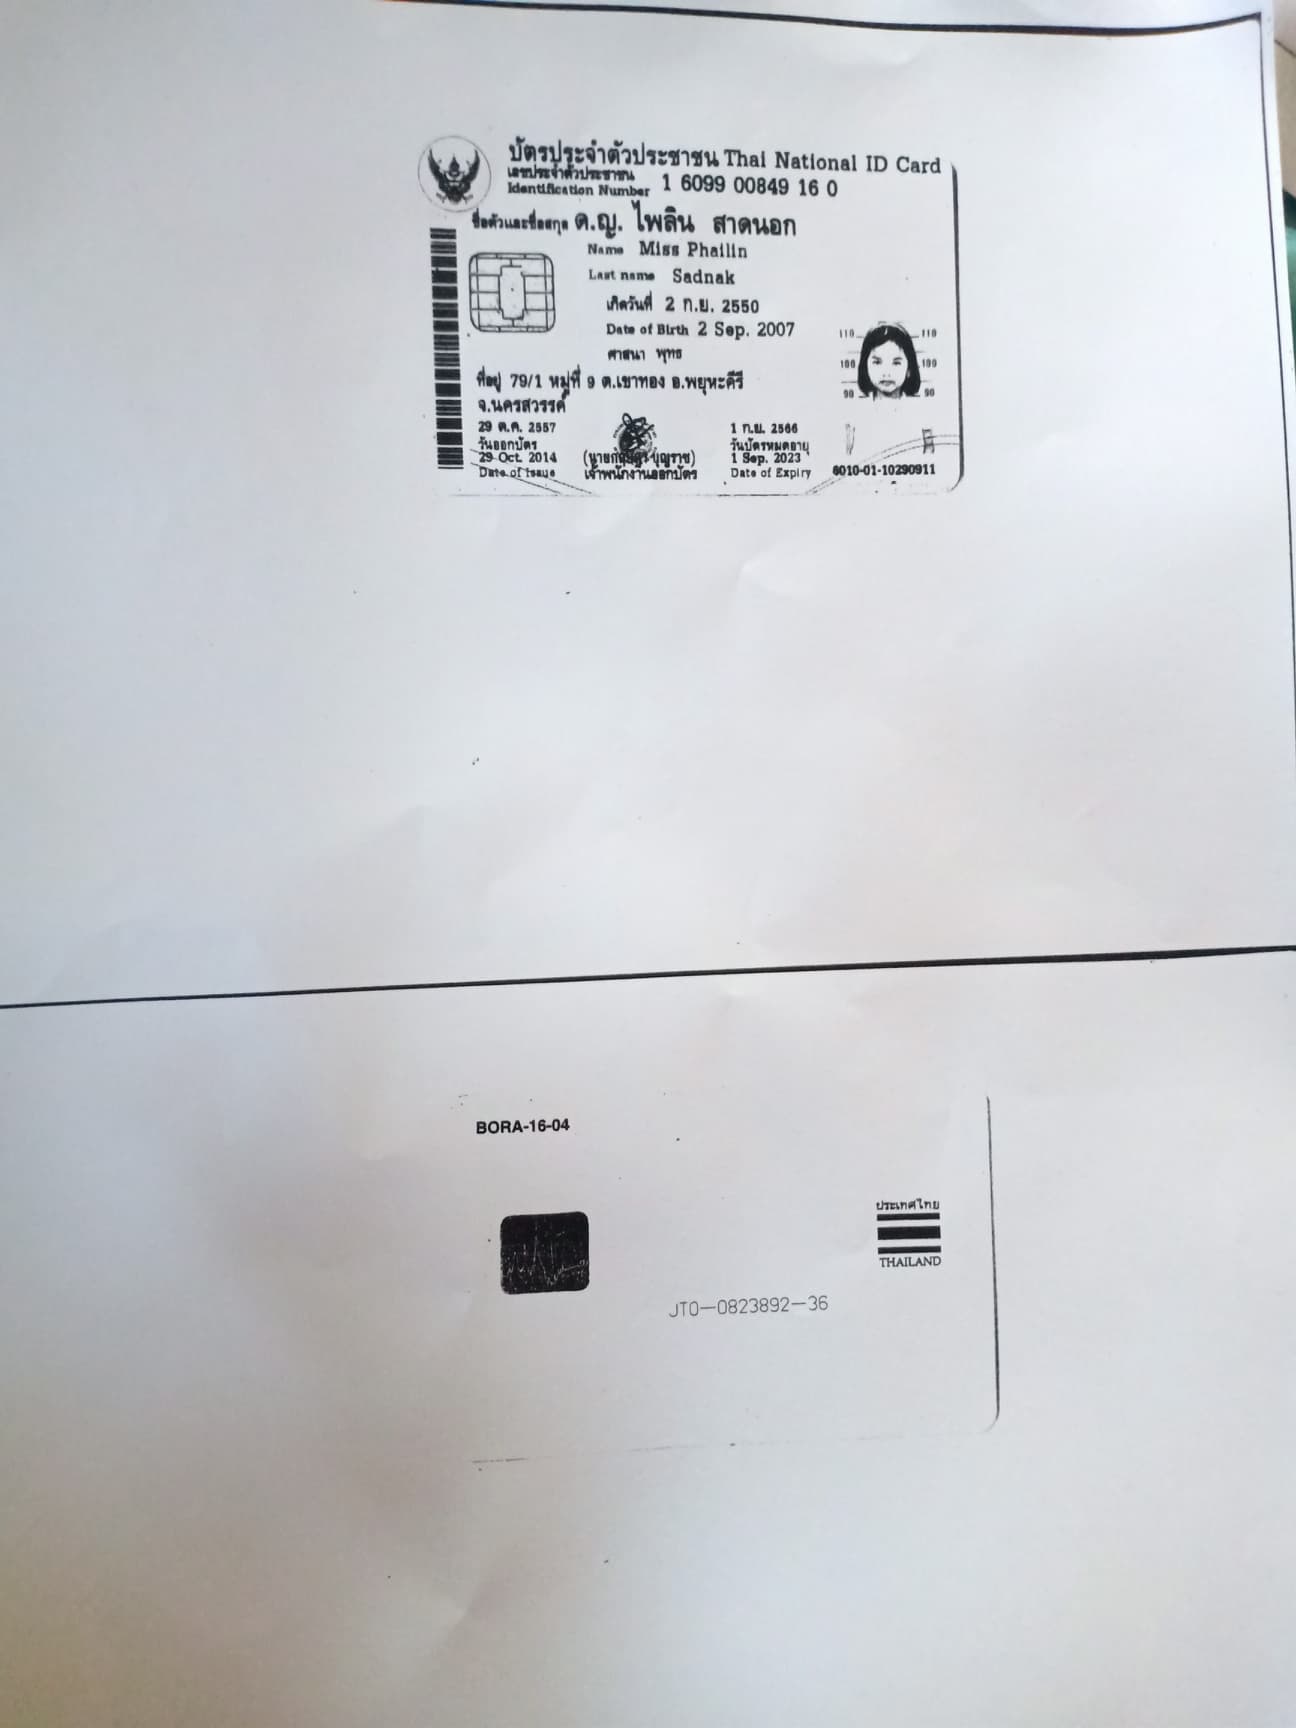 บัตรประจำตัวประชาชน Thai National ID Card
เลขประจำตัวประชาชน
Identification Number 1 6099 00849 16 0
ชื่อตัวและชื่อสกุล ด.ญ. ไพลิน สาดนอก
Name Miss Phailin
Last name Sadnak
เกิดวันที่ 2 ก.ย. 2550
Date of Birth 2 Sep. 2007
ศาสนา พุทธ
ที่อยู่ 79/1 หมู่ที่ 9 ต.เขาทอง อ.พยุหะคีรี
จ.นครสวรรค์
29 ต.ค. 2557
วันออกบัตร
29 Oct. 2014
Date of Issue
บุญราช)
เจ้าพนักงานออกบัตร
1 ก.ย. 2566
วันบัตรหมดอายุ
1 Sep. 2023
Date of Expiry
110 110
100 100
90 90
6010-01-10290911
BORA-16-04
ประเทศไทย
THAILAND
JT0-0823892-36